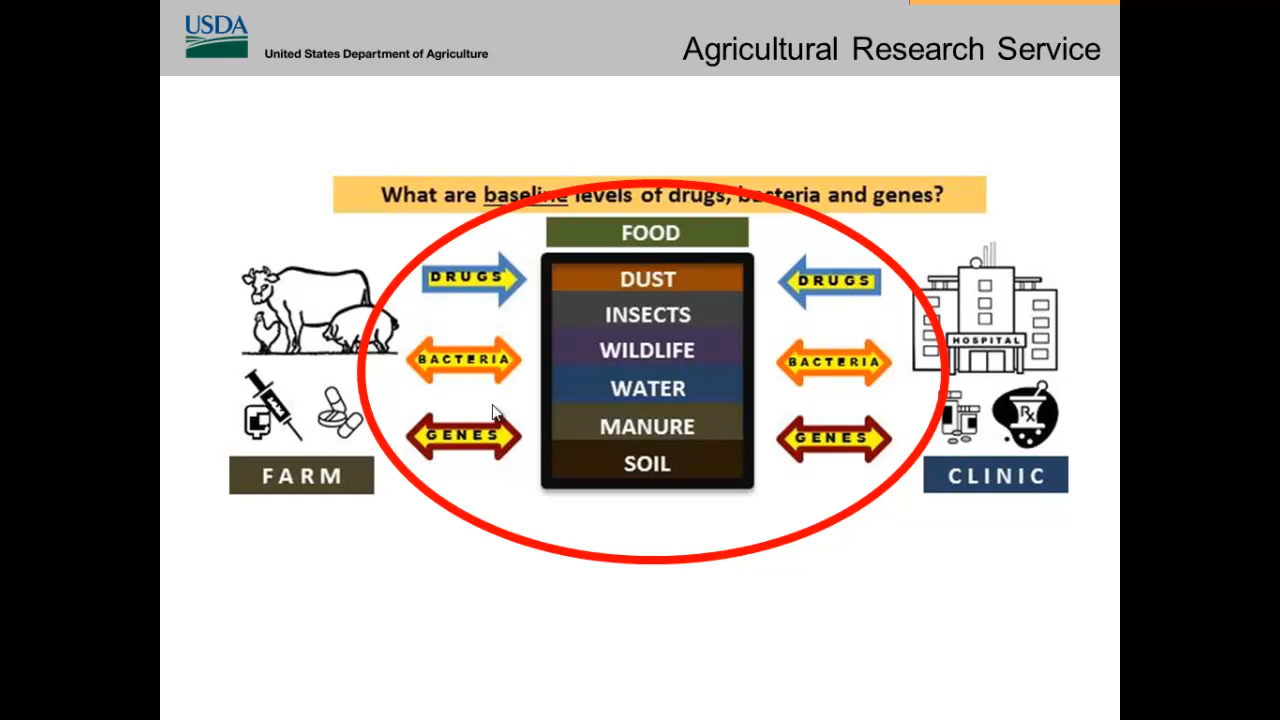 USDA
United States Department of Agriculture
Agricultural Research Service
What are baseline levels of drugs, bacteria and genes?
FOOD
DRUGS
BACTERIA
GENES
DUST
INSECTS
WILDLIFE
WATER
MANURE
SOIL
DRUGS
BACTERIA
GENES
HOSPITAL
Rx
FARM
CLINIC